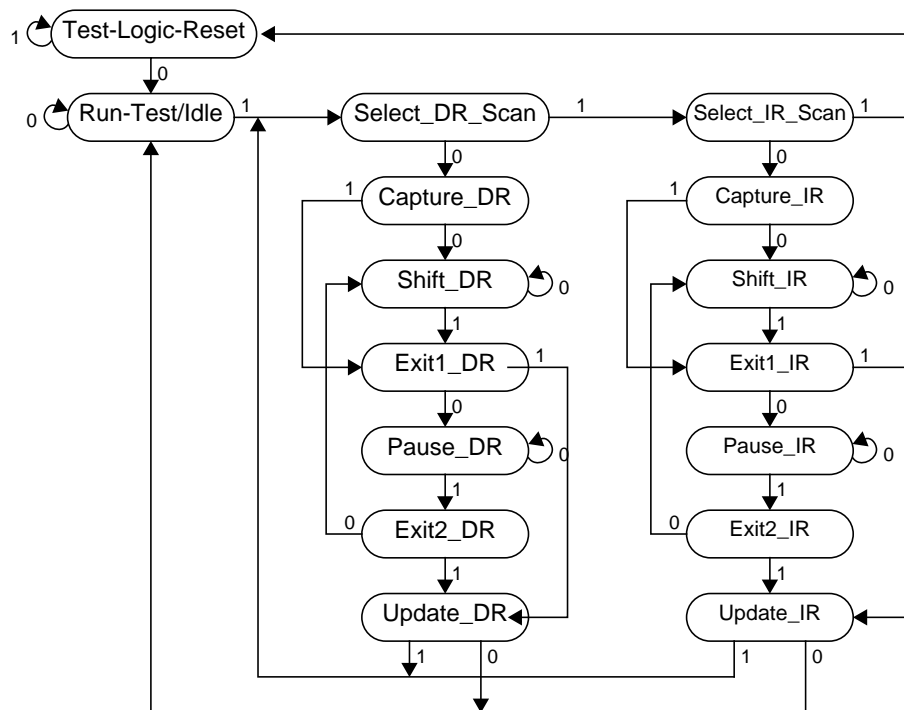 Test-Logic-Reset
1
0
Run-Test/Idle
0
1
Select_DR_Scan
1
Select_IR_Scan
1
0
0
1
Capture_DR
1
Capture_IR
0
0
Shift_DR
0
Shift_IR
0
1
1
Exit1_DR
1
Exit1_IR
1
0
0
Pause_DR
0
Pause_IR
0
1
1
0
Exit2_DR
0
Exit2_IR
1
1
Update_DR
Update_IR
1
0
1
0